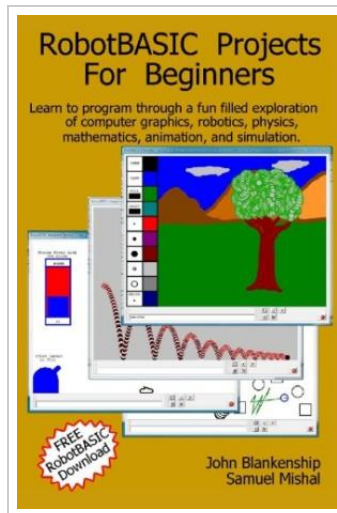 RobotBASIC Projects
For Beginners
Learn to program through a fun filled exploration
of computer graphics, robotics, physics,
mathematics, animation, and simulation.
FREE
RobotBASIC
Download
John Blankenship
Samuel Mishal